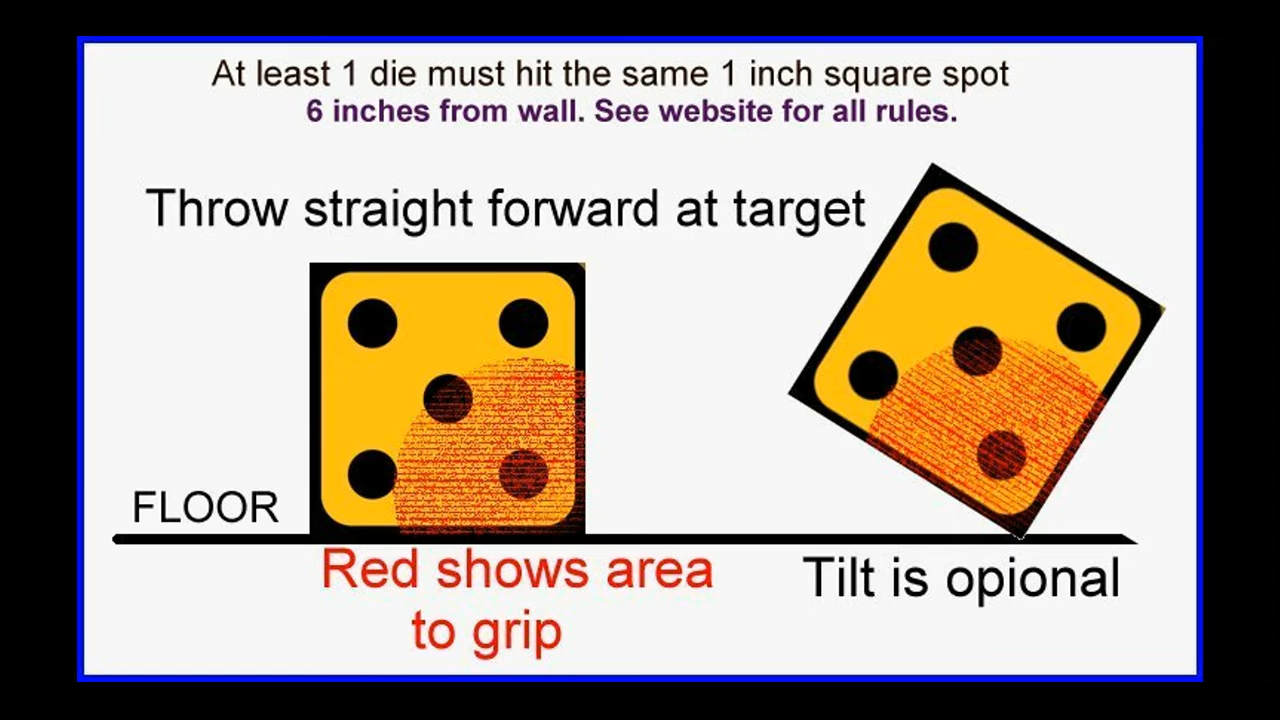 At least 1 die must hit the same 1 inch square spot
6 inches from wall. See website for all rules.
Throw straight forward at target
FLOOR
Red shows area
to grip
Tilt is opional